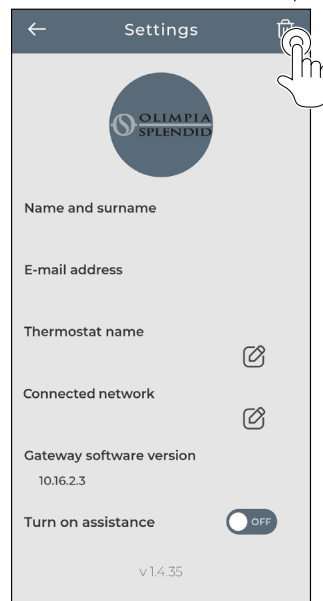 Settings
OLIMPIA
SPLENDID
Name and surname
E-mail address
Thermostat name
Connected network
Gateway software version
10.16.2.3
Turn on assistance
OFF
v 1.4.35